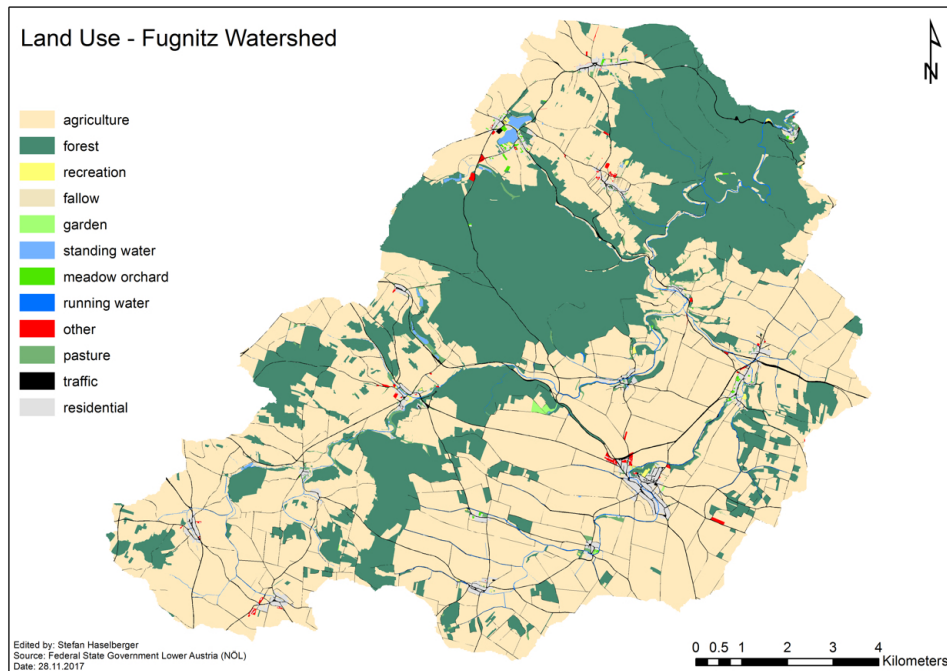 Land Use - Fugnitz Watershed
N
agriculture
forest
recreation
fallow
garden
standing water
meadow orchard
running water
other
pasture
traffic
residential
Edited by: Stefan Haselberger
Source: Federal State Government Lower Austria (NÖL)
Date: 28.11.2017
0 0.5 1 2 3 4
Kilometers